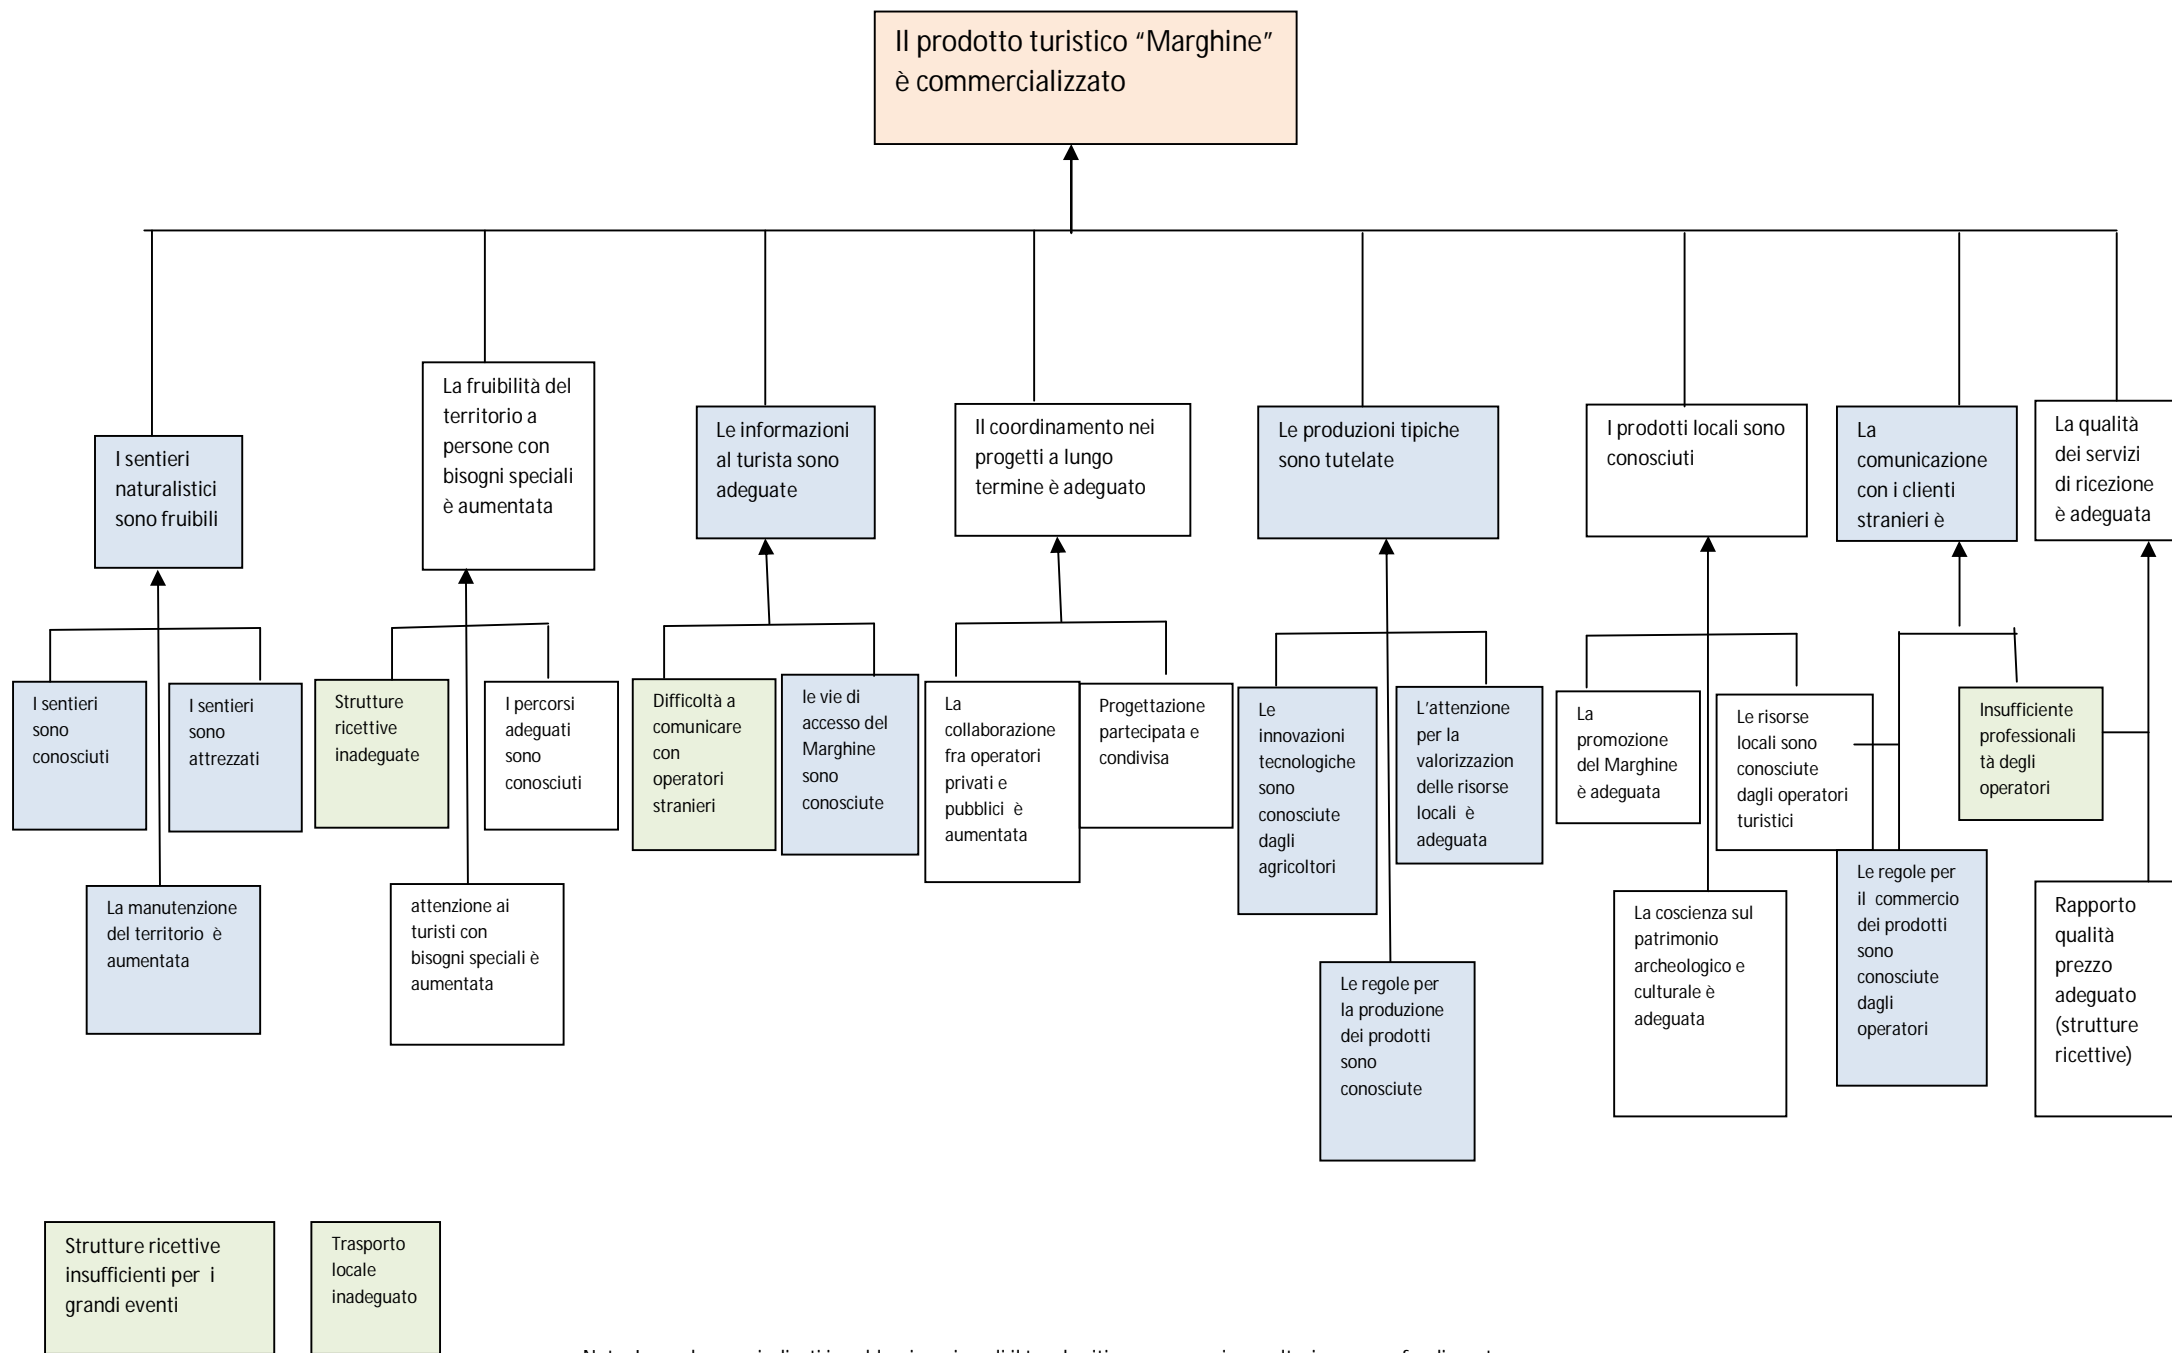 Il prodotto turistico “Marghine”
è commercializzato
La fruibilità del
territorio a
persone con
bisogni speciali
è aumentata
I sentieri
naturalistici
sono fruibili
Le informazioni
al turista sono
adeguate
Il coordinamento nei
progetti a lungo
termine è adeguato
Le produzioni tipiche
sono tutelate
I prodotti locali sono
conosciuti
La
comunicazione
con i clienti
stranieri è
La qualità
dei servizi
di ricezione
è adeguata
I sentieri
sono
conosciuti
I sentieri
sono
attrezzati
Strutture
ricettive
inadeguate
I percorsi
adeguati
sono
conosciuti
Difficoltà a
comunicare
con
operatori
stranieri
le vie di
accesso del
Marghine
sono
conosciute
La
collaborazione
fra operatori
privati e
pubblici è
aumentata
Progettazione
partecipata e
condivisa
Le
innovazioni
tecnologiche
sono
conosciute
dagli
agricoltori
L’attenzione
per la
valorizzazion
delle risorse
locali è
adeguata
La
promozione
del Marghine
è adeguata
Le risorse
locali sono
conosciute
dagli operatori
turistici
Insufficiente
professionali
tà degli
operatori
La manutenzione
del territorio è
aumentata
attenzione ai
turisti con
bisogni speciali è
aumentata
Le regole per
la produzione
dei prodotti
sono
conosciute
La coscienza sul
patrimonio
archeologico e
culturale è
adeguata
Le regole per
il commercio
dei prodotti
sono
conosciute
dagli
operatori
Rapporto
qualità
prezzo
adeguato
(strutture
ricettive)
Strutture ricettive
insufficienti per i
grandi eventi
Trasporto
locale
inadeguato